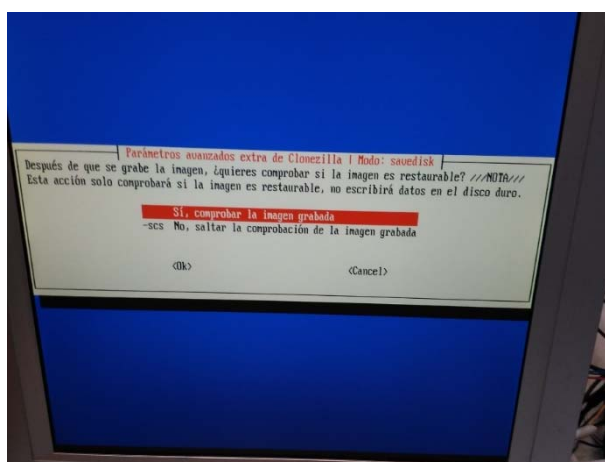 Parámetros avanzados extra de Clonezilla | Modo: savedisk
Después de que se grabe la imagen, ¿quieres comprobar si la imagen es restaurable? ///NOTA///
Esta acción solo comprobará si la imagen es restaurable, no escribirá datos en el disco duro.
Sí, comprobar la imagen grabada
-scs No, saltar la comprobación de la imagen grabada
<Ok> <Cancel>